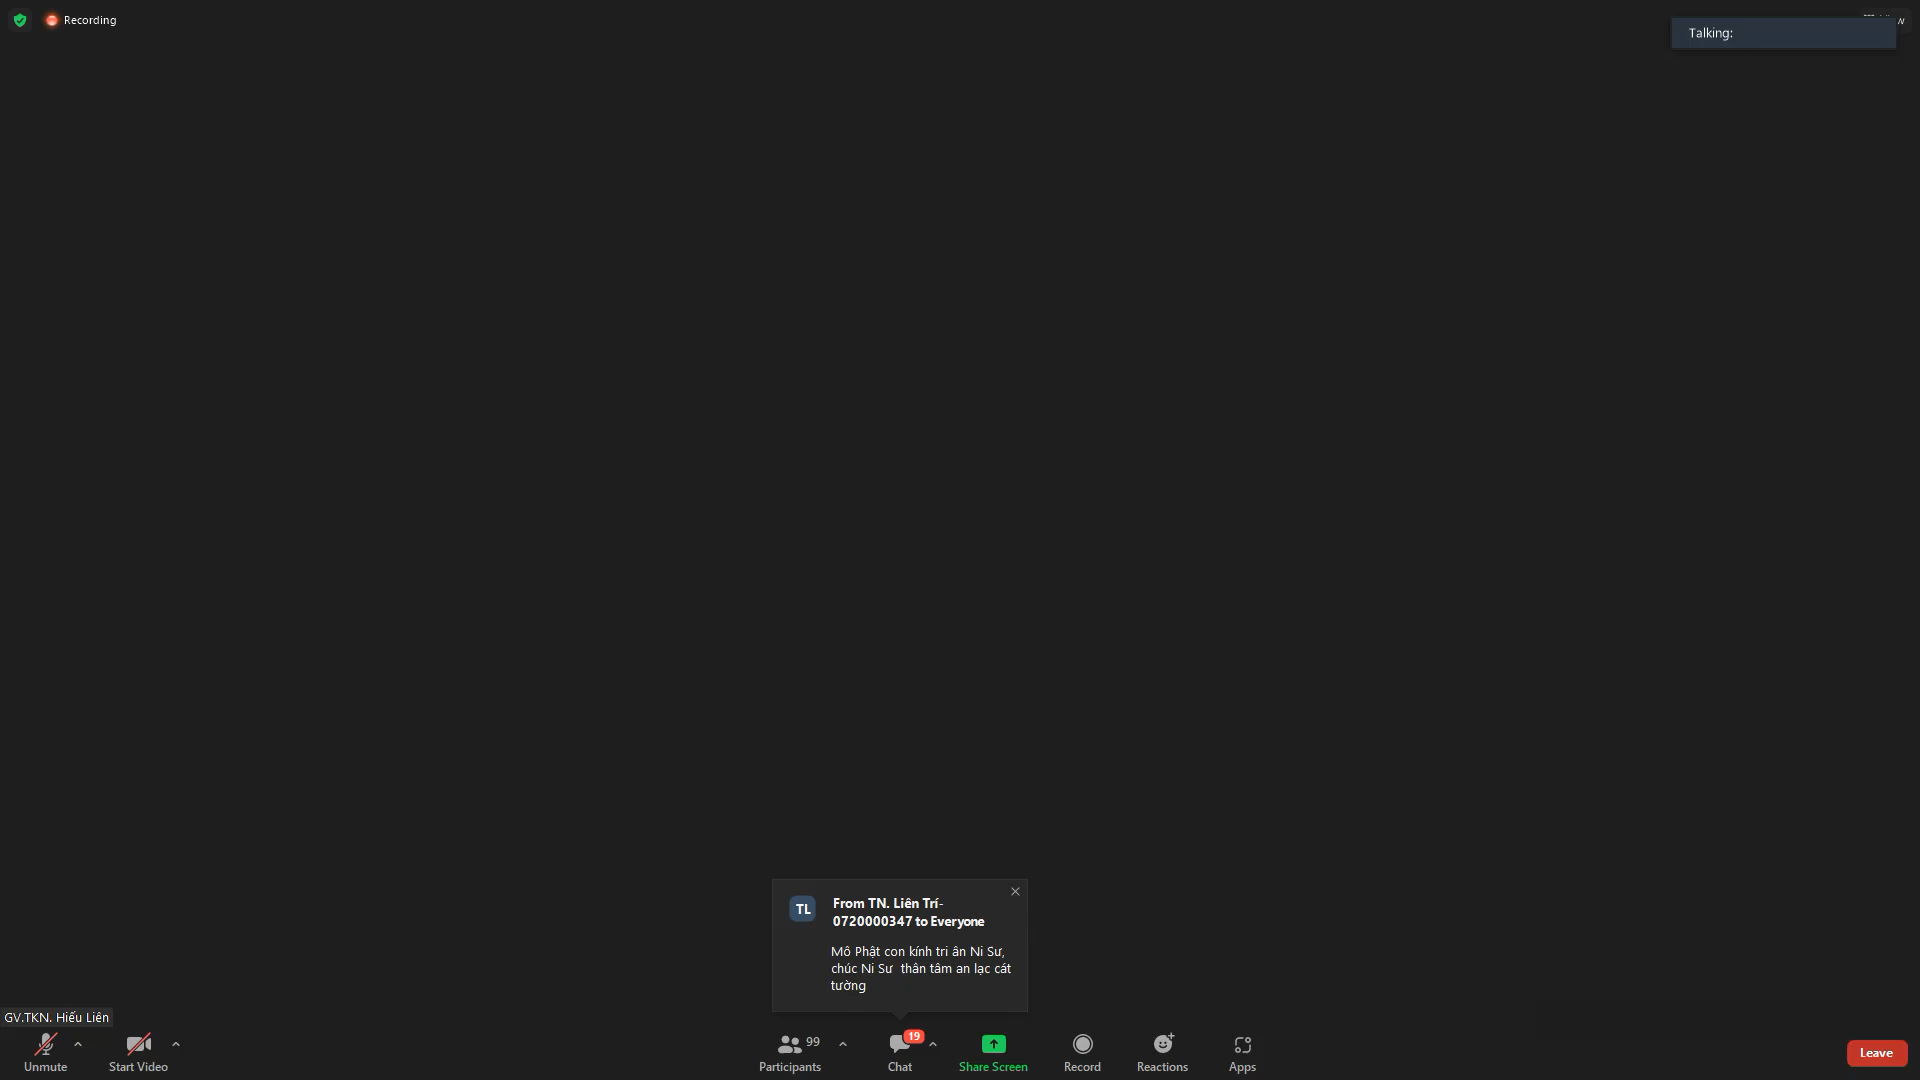 Recording
Talking:
TL
From TN. Liên Trí-
0720000347 to Everyone
Mô Phật con kính tri ân Ni Sư,
chúc Ni Sư  thân tâm an lạc cát
tường
GV.TKN. Hiếu Liên
99
19
Unmute
Start Video
Participants
Chat
Share Screen
Record
Reactions
Apps
Leave